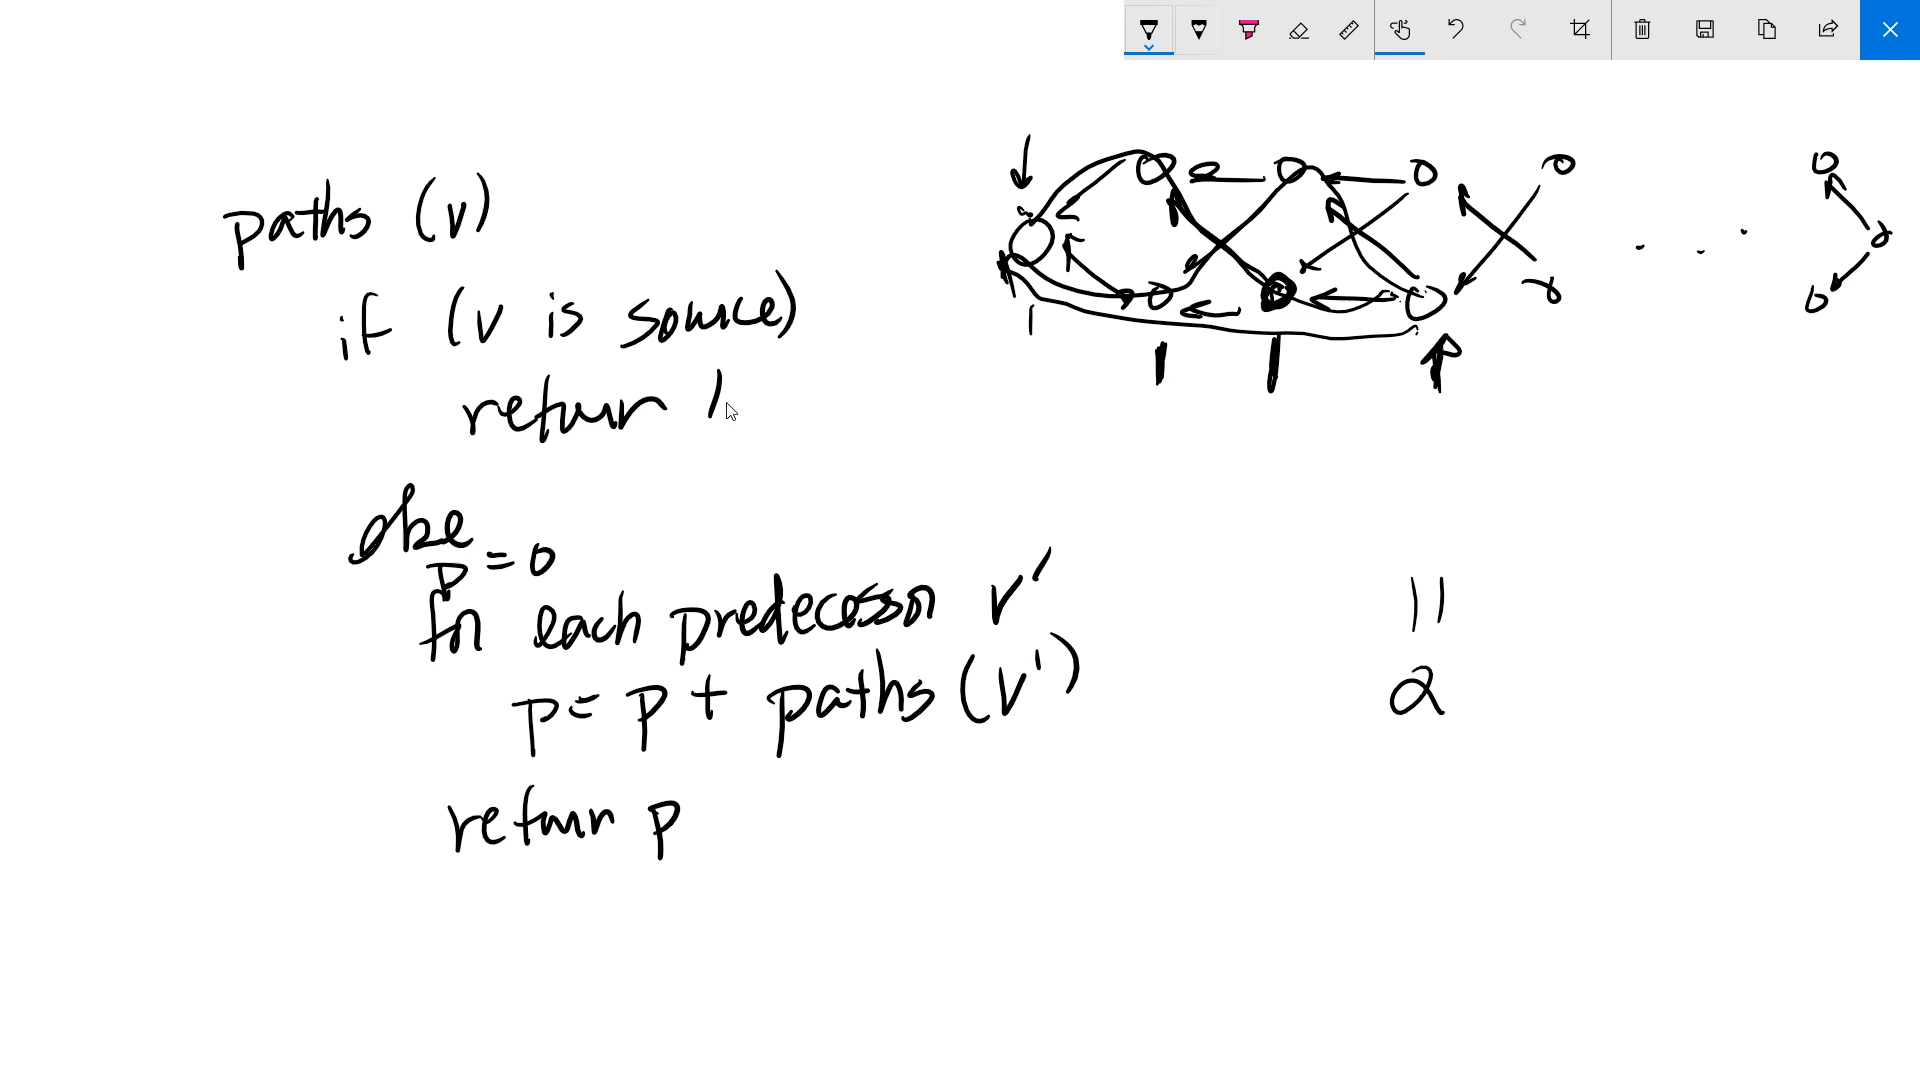 paths (v)
if (v is source)
return 1
else
p = 0
for each predecessor v'
p = p + paths (v')
return p
11
2